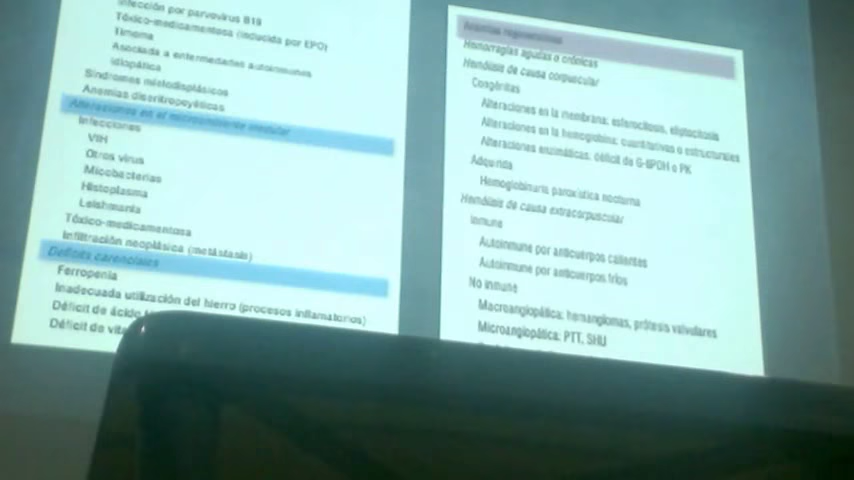 Infección por parvovirus B19
Tóxico-medicamentosa (incluida por EPO)
Timoma
Asociada a enfermedades autoinmunes
Idiopática
Síndromes mielodisplásicos
Anemias diseritropoyéticas
Alteraciones en el microambiente medular
Infecciones
VIH
Otros virus
Micobacterias
Histoplasma
Leishmania
Tóxico-medicamentosa
Infiltración neoplásica (metástasis)
Déficits carenciales
Ferropenia
Inadecuada utilización del hierro (procesos inflamatorios)
Déficit de ácido
Déficit de
Anemias regenerativas
Hemorragias agudas o crónicas
Hemólisis de causa corpuscular
Congénitas
Alteraciones en la membrana: esferocitosis, eliptocitosis
Alteraciones en la hemoglobina: cuantitativas o estructurales
Alteraciones enzimáticas: déficit de G-6PDH o PK
Adquirida
Hemoglobinuria paroxística nocturna
Hemólisis de causa extracorpuscular
Inmune
Autoinmune por anticuerpos calientes
Autoinmune por anticuerpos fríos
No inmune
Macroangiopática: hemangiomas, prótesis valvulares
Microangiopática: PTT, SHU